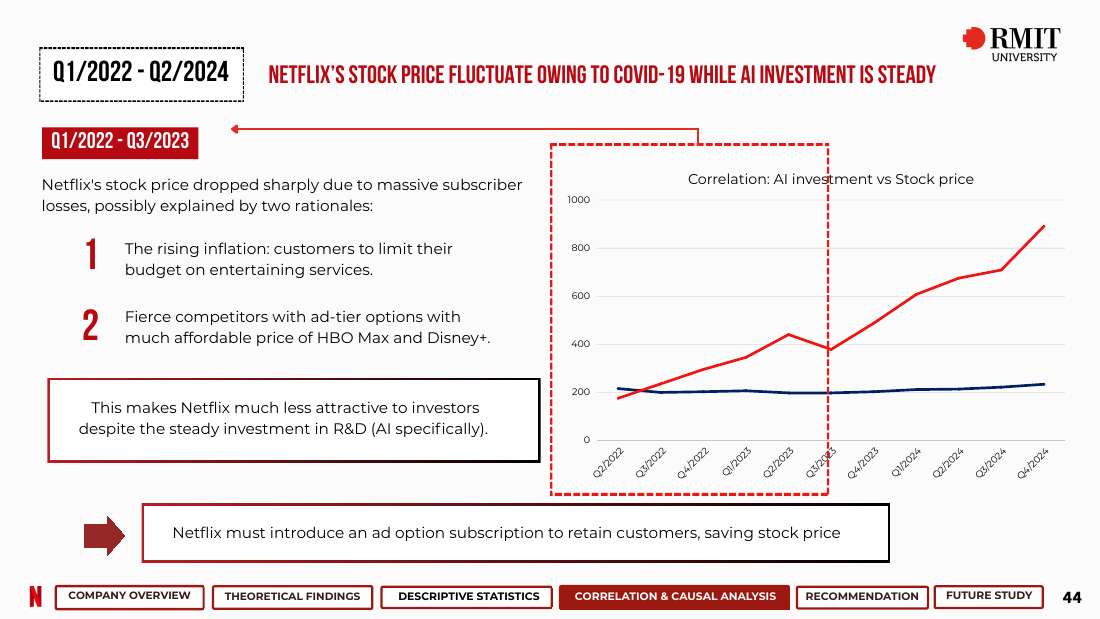 RMIT
UNIVERSITY
Q1/2022 - Q2/2024
NETFLIX'S STOCK PRICE FLUCTUATE OWING TO COVID-19 WHILE AI INVESTMENT IS STEADY
Q1/2022 - Q3/2023
Netflix's stock price dropped sharply due to massive subscriber
losses, possibly explained by two rationales:
1
The rising inflation: customers to limit their
budget on entertaining services.
2
Fierce competitors with ad-tier options with
much affordable price of HBO Max and Disney+.
This makes Netflix much less attractive to investors
despite the steady investment in R&D (AI specifically).
Correlation: AI investment vs Stock price
1000
800
600
400
200
0
Q2/2022
Q3/2022
Q4/2022
Q1/2023
Q2/2023
Q3/2023
Q4/2023
Q1/2024
Q2/2024
Q3/2024
Q4/2024
Netflix must introduce an ad option subscription to retain customers, saving stock price
N
COMPANY OVERVIEW
THEORETICAL FINDINGS
DESCRIPTIVE STATISTICS
CORRELATION & CAUSAL ANALYSIS
RECOMMENDATION
FUTURE STUDY
44